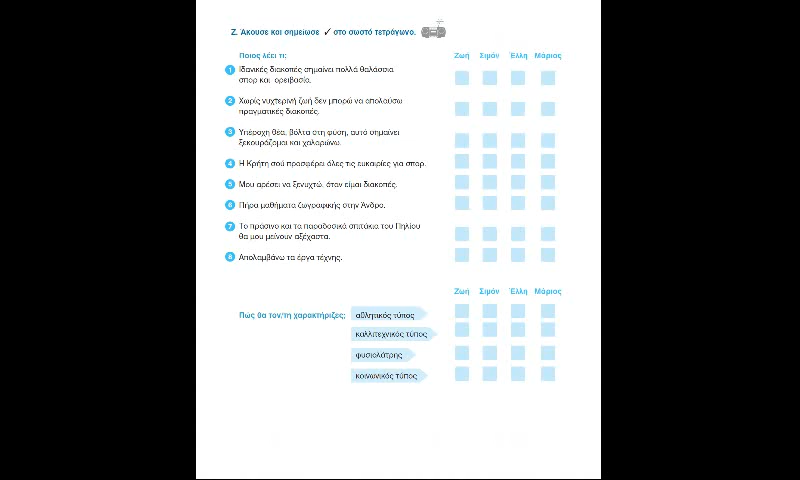 Ζ. Άκουσε και σημείωσε ✓ στο σωστό τετράγωνο.
Ποιος λέει τι: Ζωή Σιμόν Έλλη Μάριος
1 Ιδανικές διακοπές σημαίνει πολλά θαλάσσια
σπορ και ορειβασία.
2 Χωρίς νυχτερινή ζωή δεν μπορώ να απολαύσω
πραγματικές διακοπές.
3 Υπέροχη θέα, βόλτα στη φύση, αυτό σημαίνει
ξεκουράζομαι και χαλαρώνω.
4 Η Κρήτη σού προσφέρει όλες τις ευκαιρίες για σπορ.
5 Μου αρέσει να ξενυχτώ, όταν είμαι διακοπές.
6 Πήρα μαθήματα ζωγραφικής στην Άνδρο.
7 Το πράσινο και τα παραδοσιακά σπιτάκια του Πηλίου
θα μου μείνουν αξέχαστα.
8 Απολαμβάνω τα έργα τέχνης.
Ζωή Σιμόν Έλλη Μάριος
Πώς θα τον/τη χαρακτήριζες; αθλητικός τύπος
καλλιτεχνικός τύπος
φυσιολάτρης
κοινωνικός τύπος